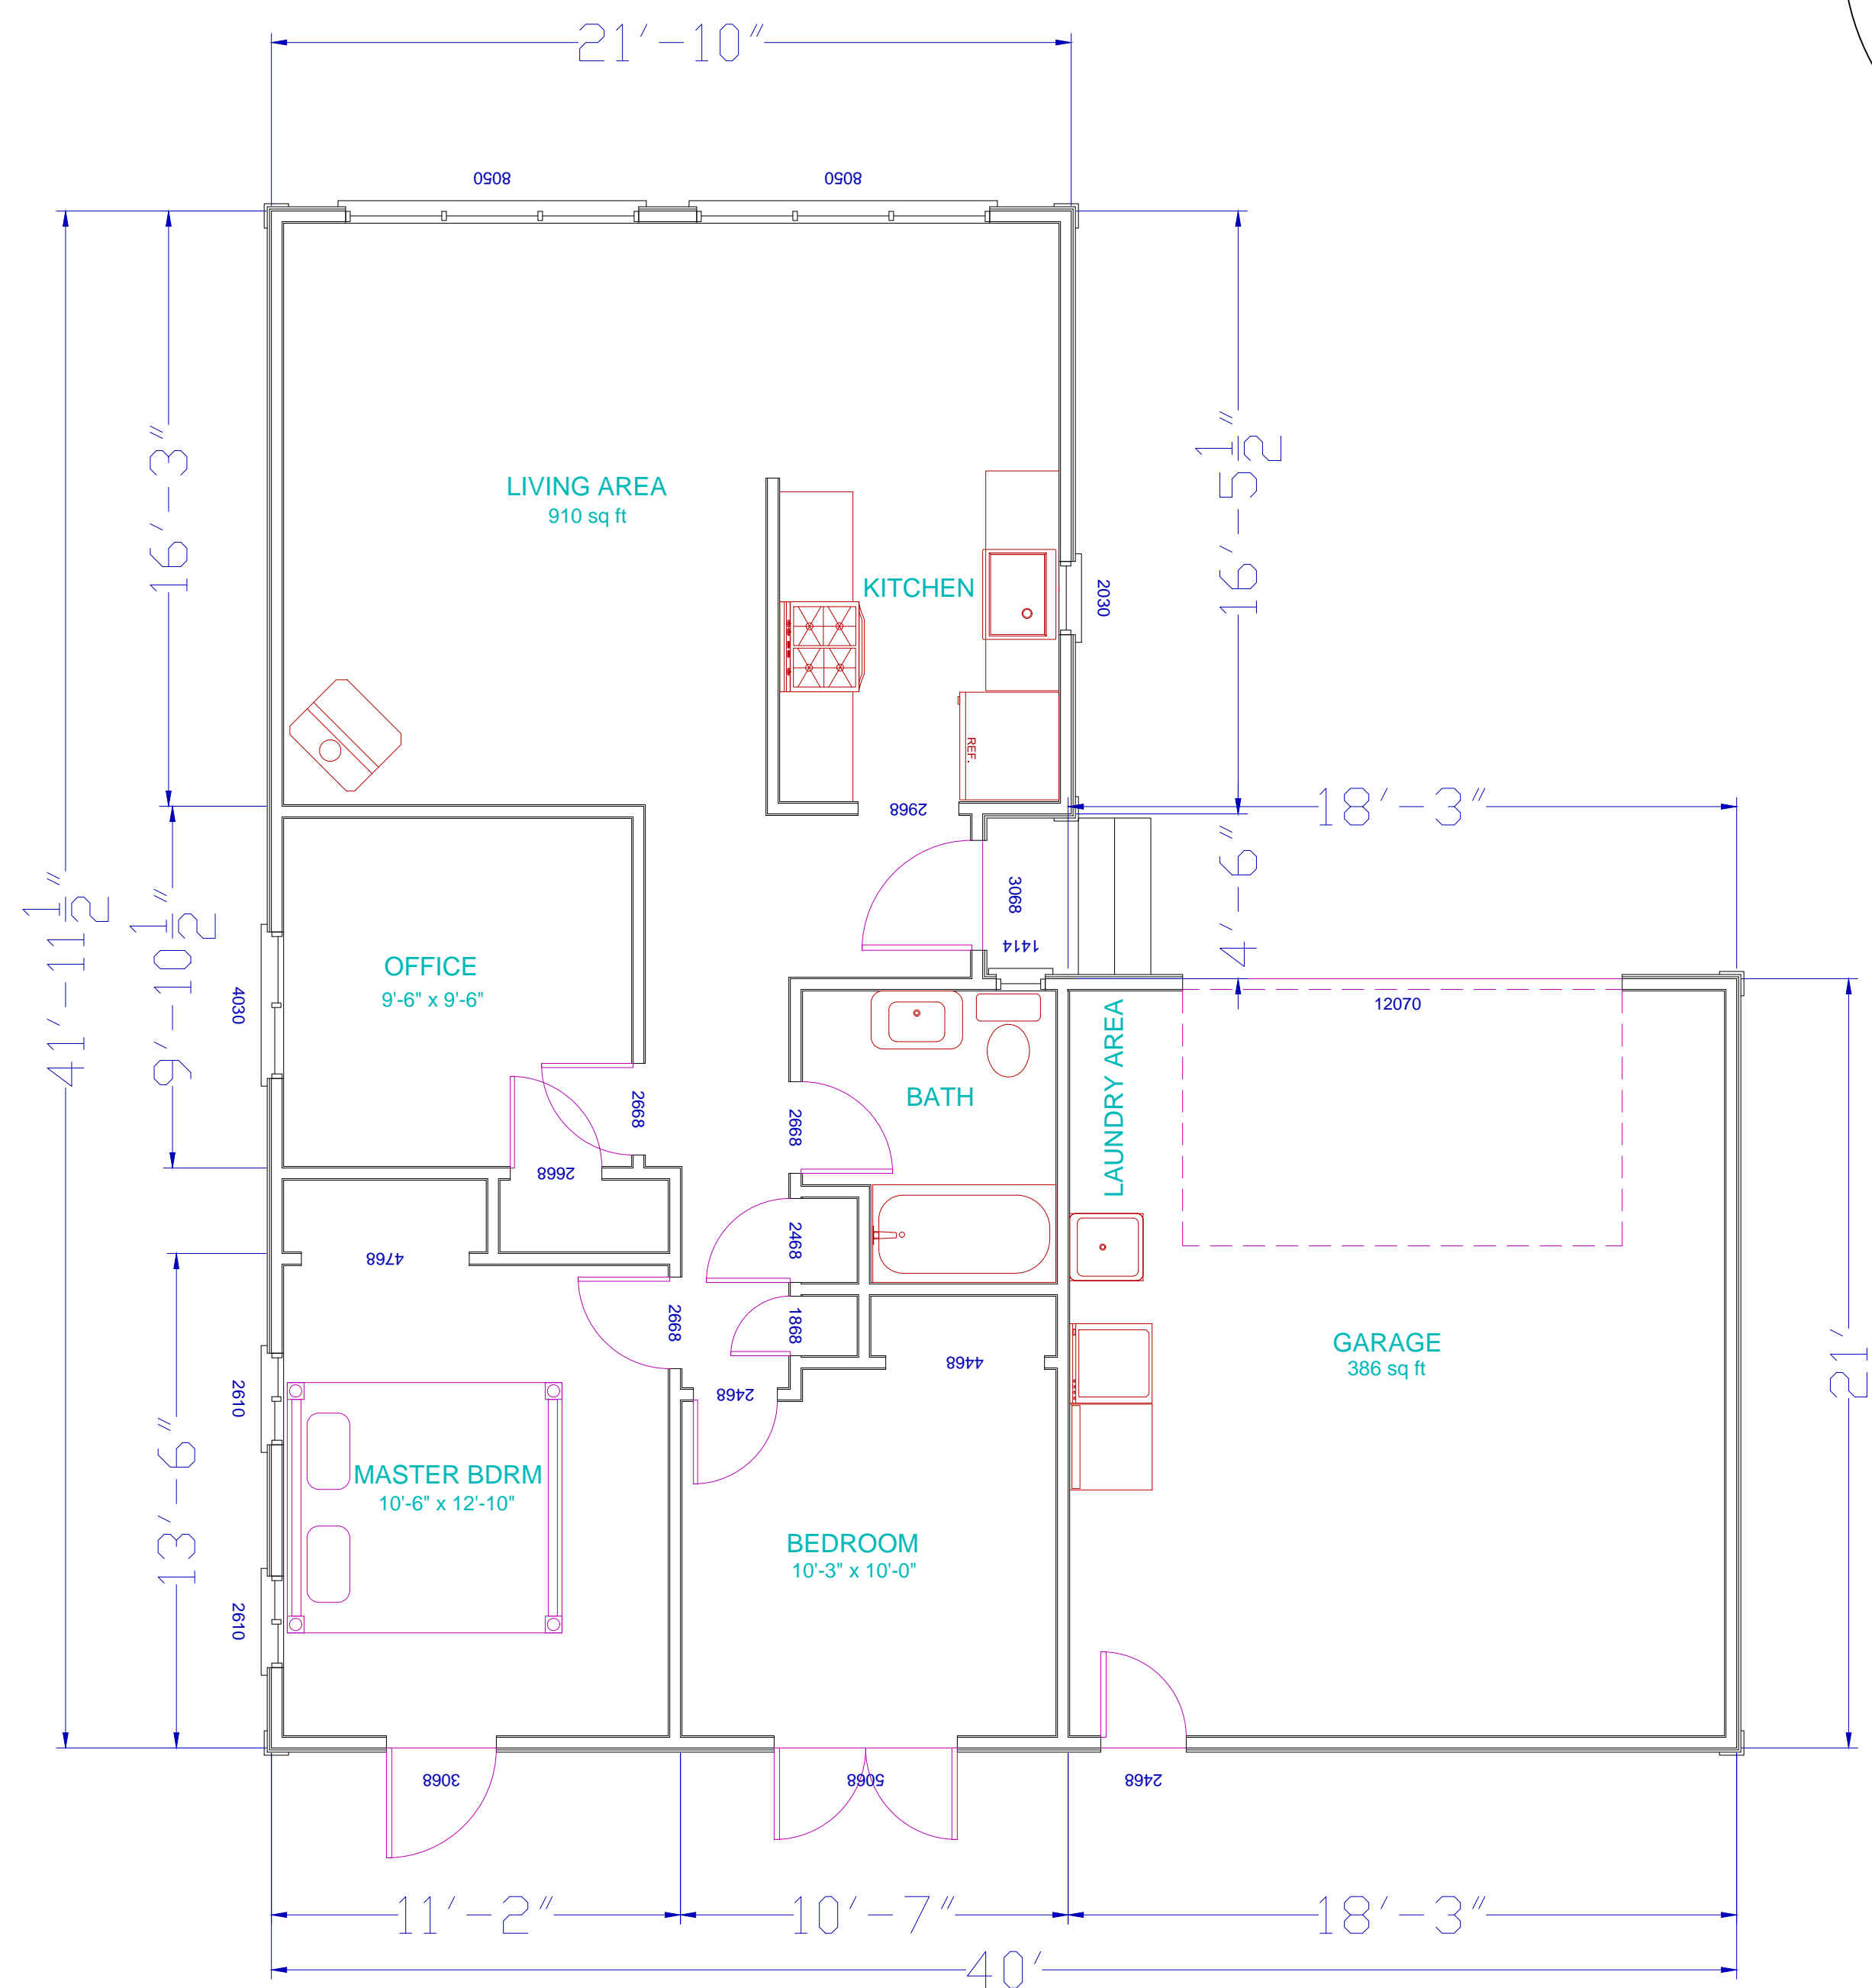 21'-10"
8050
8050
16'-3"
16'-5 1/2"
LIVING AREA
910 sq ft
KITCHEN
2030
REF.
2968
18'-3"
4'-6"
3068
1414
41'-11 1/2"
9'-10 1/2"
OFFICE
9'-6" x 9'-6"
4030
12070
LAUNDRY AREA
BATH
2668
2668
2668
2468
4768
2668
1868
4468
2468
GARAGE
386 sq ft
21'
2610
13'-6"
MASTER BDRM
10'-6" x 12'-10"
BEDROOM
10'-3" x 10'-0"
2610
3068
5068
2468
11'-2"
10'-7"
18'-3"
40'